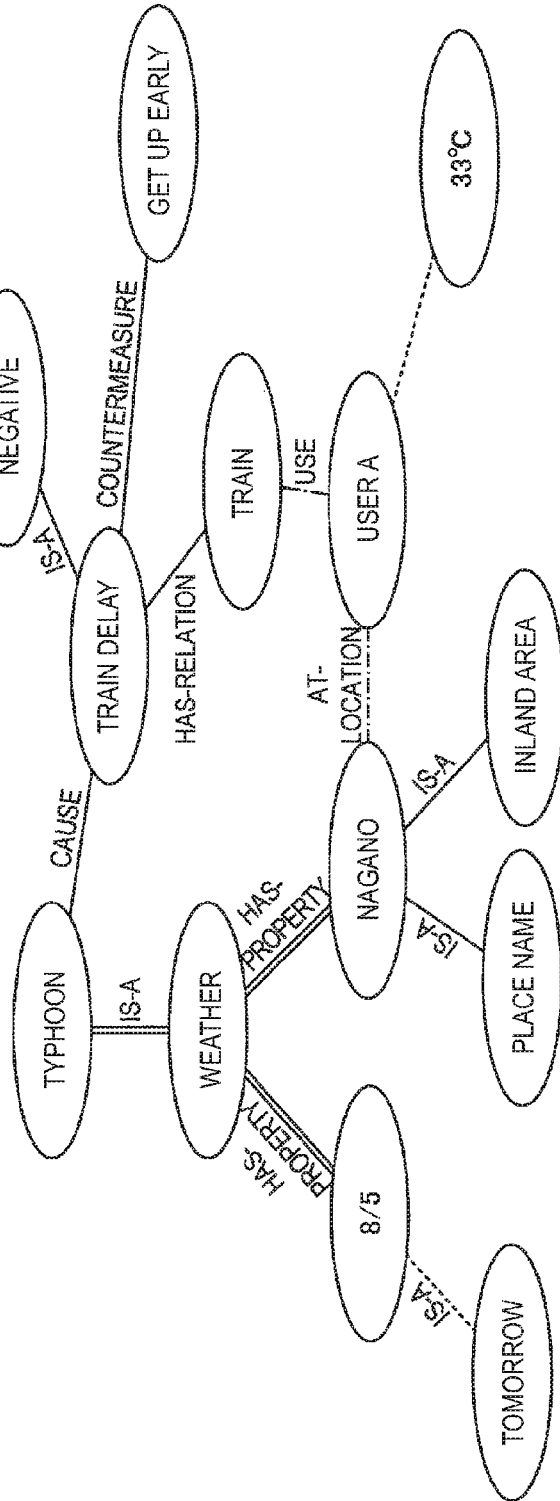 NEGATIVE
TYPHOON
CAUSE
IS-A
TRAIN DELAY
COUNTERMEASURE
GET UP EARLY
IS-A
WEATHER
HAS-RELATION
TRAIN
HAS-
PROPERTY
HAS-
PROPERTY
USE
8/5
NAGANO
AT-
LOCATION
USER A
33°C
IS-A
IS-A
IS-A
TOMORROW
PLACE NAME
INLAND AREA